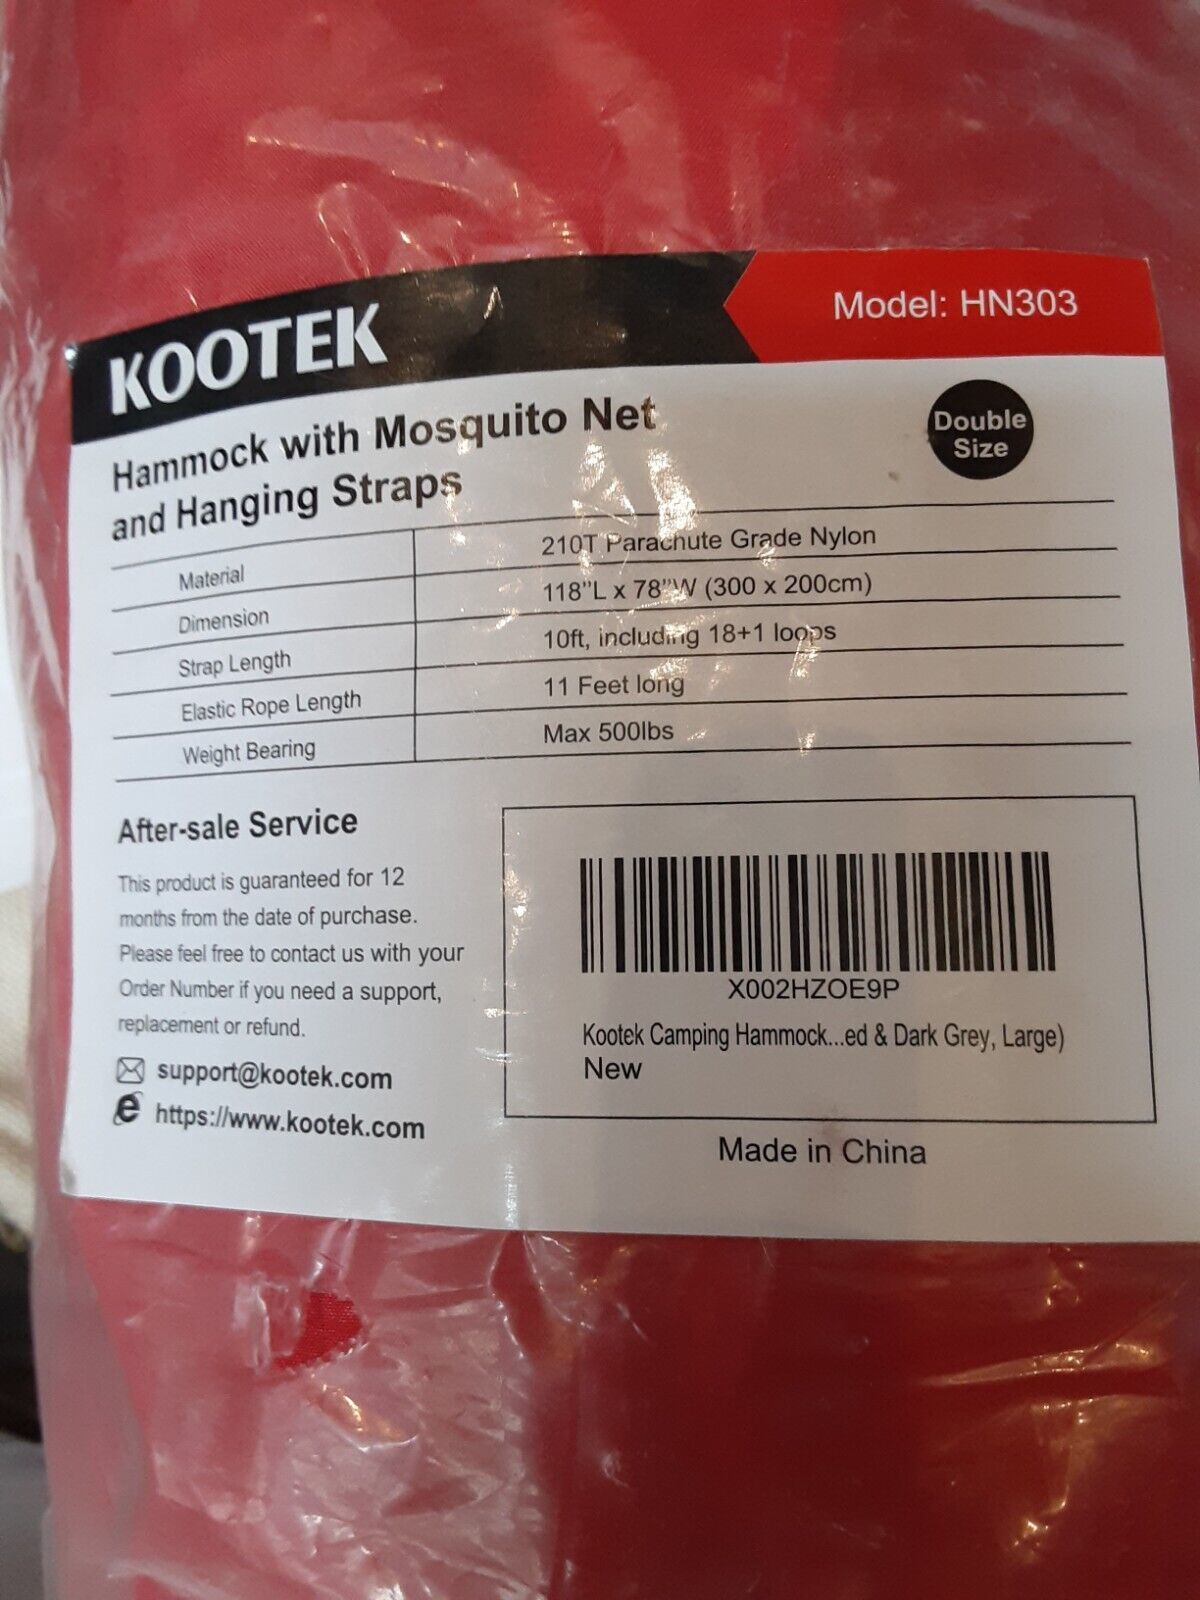 KOOTEK
Model: HN303
Hammock with Mosquito Net
and Hanging Straps
Double
Size
Material 210T Parachute Grade Nylon
Dimension 118"L x 78"W (300 x 200cm)
Strap Length 10ft, including 18+1 loops
Elastic Rope Length 11 Feet long
Weight Bearing Max 500lbs
After-sale Service
This product is guaranteed for 12
months from the date of purchase.
Please feel free to contact us with your
Order Number if you need a support,
replacement or refund.
support@kootek.com
https://www.kootek.com
X002HZOE9P
Kootek Camping Hammock...ed & Dark Grey, Large)
New
Made in China